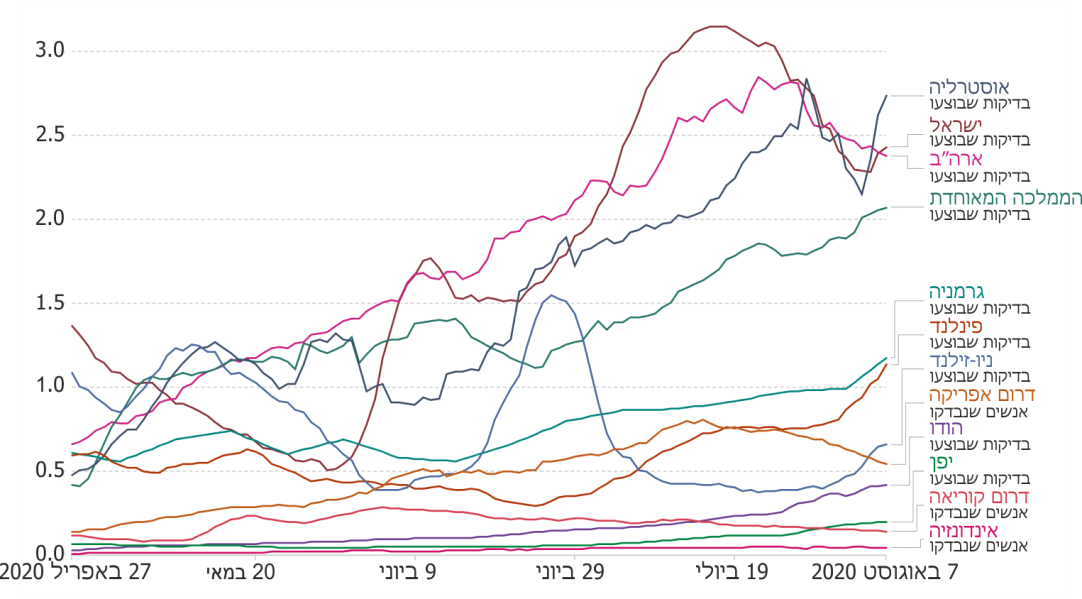 3.0
2.5
2.0
1.5
1.0
0.5
0.0
27 באפריל 2020
20 במאי
9 ביוני
29 ביוני
19 ביולי
7 באוגוסט 2020
אוסטרליה
בדיקות שבוצעו
ישראל
בדיקות שבוצעו
ארה״ב
בדיקות שבוצעו
הממלכה המאוחדת
בדיקות שבוצעו
גרמניה
בדיקות שבוצעו
פינלנד
בדיקות שבוצעו
ניו-זילנד
בדיקות שבוצעו
דרום אפריקה
אנשים שנבדקו
הודו
בדיקות שבוצעו
יפן
בדיקות שבוצעו
דרום קוריאה
אנשים שנבדקו
אינדונזיה
אנשים שנבדקו